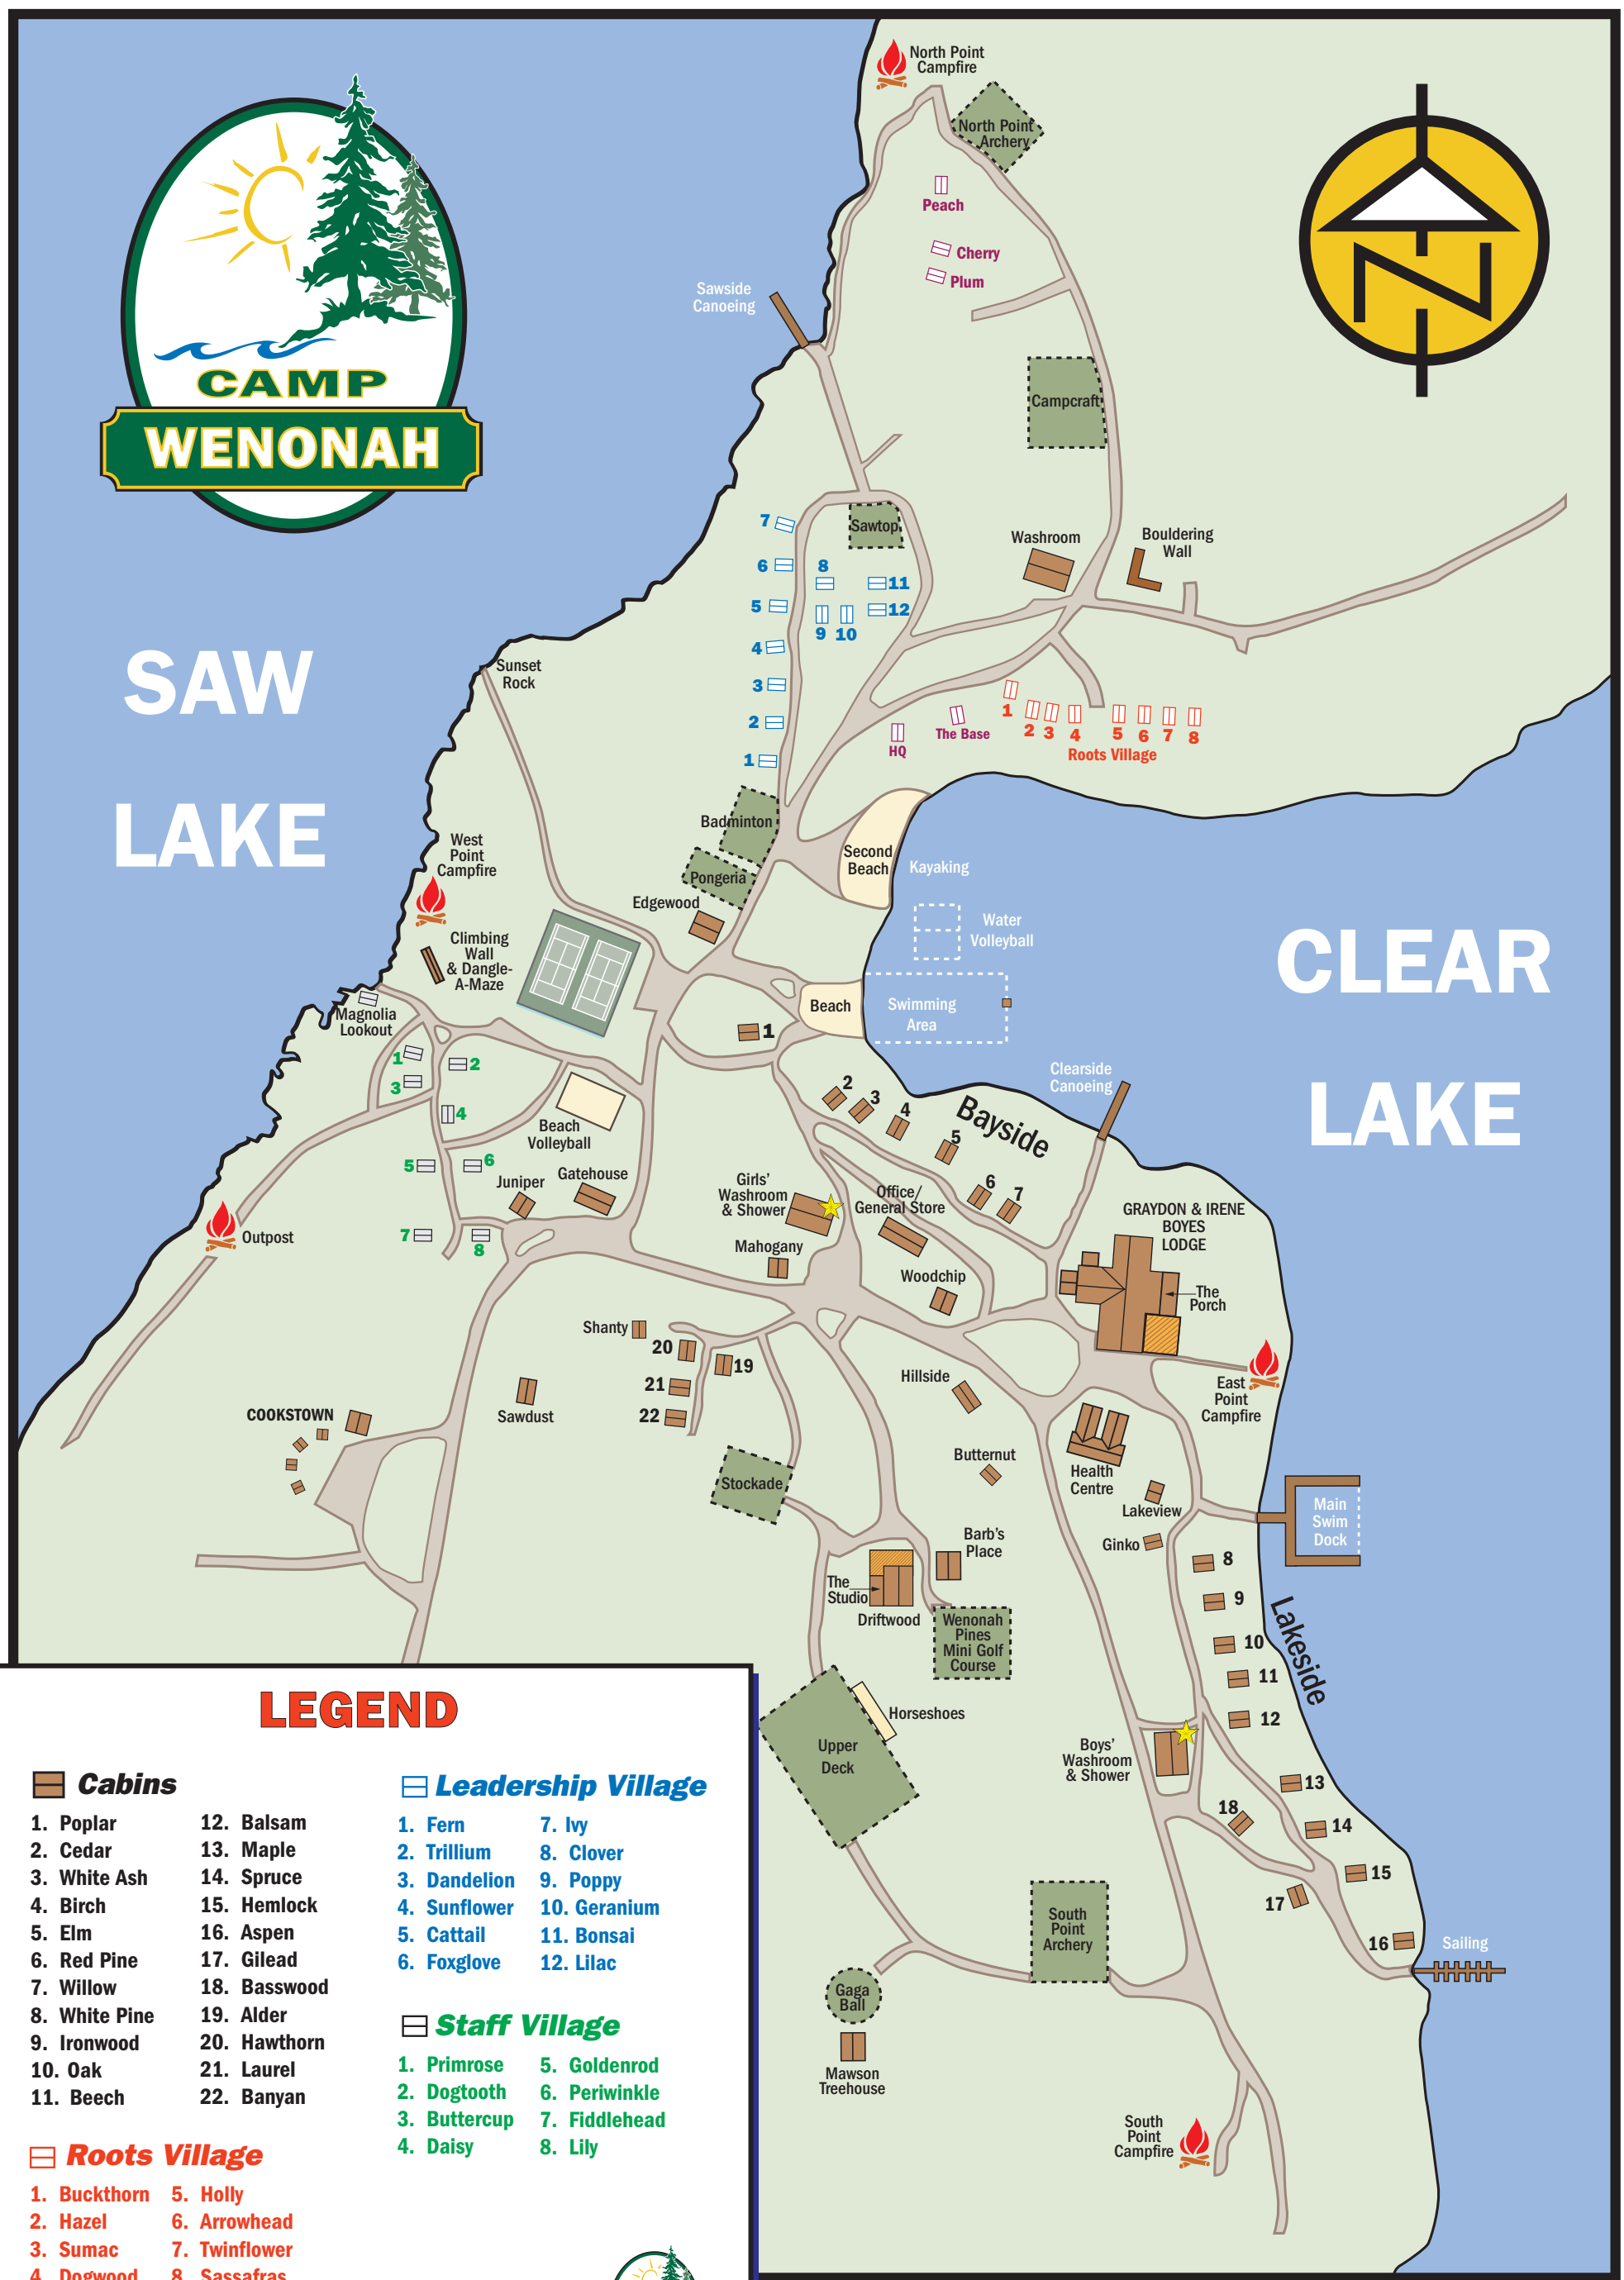 North Point
Campfire
North Point
Archery
Peach
Cherry
Plum
Sawside
Canoeing
N
CAMP
WENONAH
Campcraft
Sawtop
Washroom
Bouldering
Wall
7
6
8
11
5
12
9
10
4
3
2
1
SAW
LAKE
Sunset
Rock
HQ
The Base
1
2
3
4
5
6
7
8
Roots Village
Badminton
Pongeria
Edgewood
Second
Beach
Kayaking
Water
Volleyball
Beach
Swimming
Area
CLEAR
LAKE
West
Point
Campfire
Climbing
Wall
& Dangle-
A-Maze
Magnolia
Lookout
1
2
3
4
5
6
7
8
Beach
Volleyball
Juniper
Gatehouse
Outpost
1
2
3
4
5
6
7
Bayside
Clearside
Canoeing
Girls'
Washroom
& Shower
Office/
General Store
Mahogany
Woodchip
GRAYDON & IRENE
BOYES
LODGE
The
Porch
Shanty
20
19
21
22
Sawdust
COOKSTOWN
Hillside
East
Point
Campfire
Butternut
Health
Centre
Lakeview
Ginko
Main
Swim
Dock
Stockade
Barb's
Place
The
Studio
Driftwood
Wenonah
Pines
Mini Golf
Course
8
9
10
11
12
Lakeside
Horseshoes
Upper
Deck
Boys'
Washroom
& Shower
13
18
14
15
17
16
Sailing
South
Point
Archery
Gaga
Ball
Mawson
Treehouse
South
Point
Campfire
LEGEND
Cabins
1. Poplar
2. Cedar
3. White Ash
4. Birch
5. Elm
6. Red Pine
7. Willow
8. White Pine
9. Ironwood
10. Oak
11. Beech
12. Balsam
13. Maple
14. Spruce
15. Hemlock
16. Aspen
17. Gilead
18. Basswood
19. Alder
20. Hawthorn
21. Laurel
22. Banyan
Roots Village
1. Buckthorn
2. Hazel
3. Sumac
4. Dogwood
5. Holly
6. Arrowhead
7. Twinflower
8. Sassafras
Leadership Village
1. Fern
2. Trillium
3. Dandelion
4. Sunflower
5. Cattail
6. Foxglove
7. Ivy
8. Clover
9. Poppy
10. Geranium
11. Bonsai
12. Lilac
Staff Village
1. Primrose
2. Dogtooth
3. Buttercup
4. Daisy
5. Goldenrod
6. Periwinkle
7. Fiddlehead
8. Lily